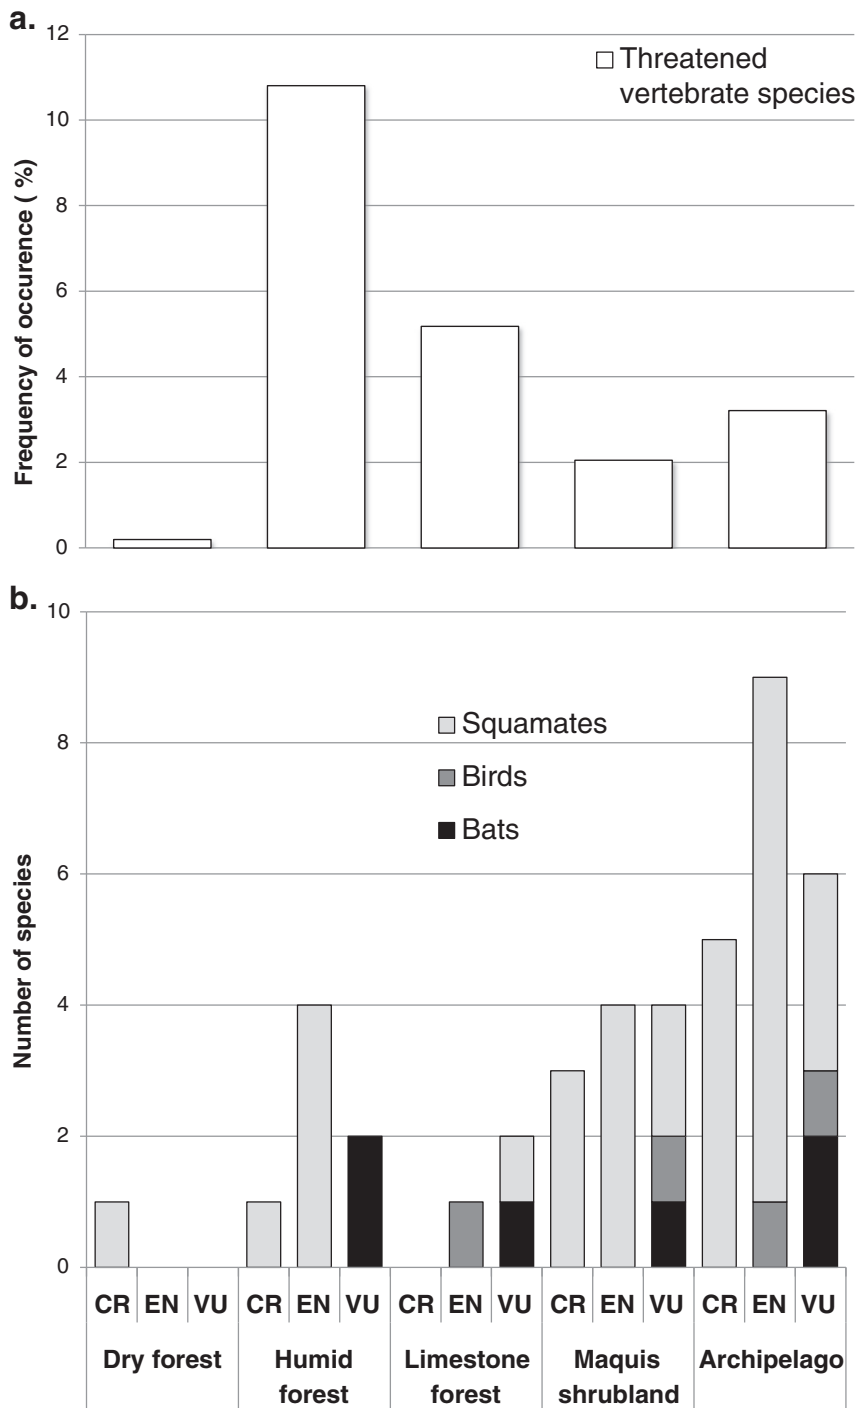 a.
12
10
8
6
4
2
0
Frequency of occurence ( %)
Threatened
vertebrate species
b.
10
8
6
4
2
0
Number of species
Squamates
Birds
Bats
CR EN VU CR EN VU CR EN VU CR EN VU CR EN VU
Dry forest Humid Limestone Maquis Archipelago
forest forest shrubland